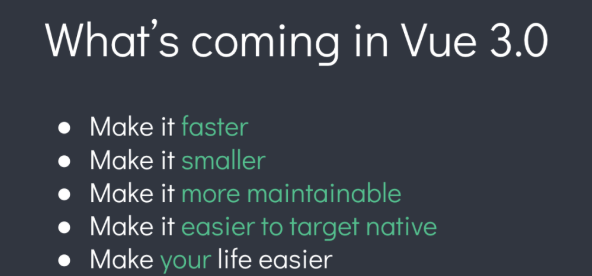 What's coming in Vue 3.0
● Make it faster
● Make it smaller
● Make it more maintainable
● Make it easier to target native
● Make your life easier